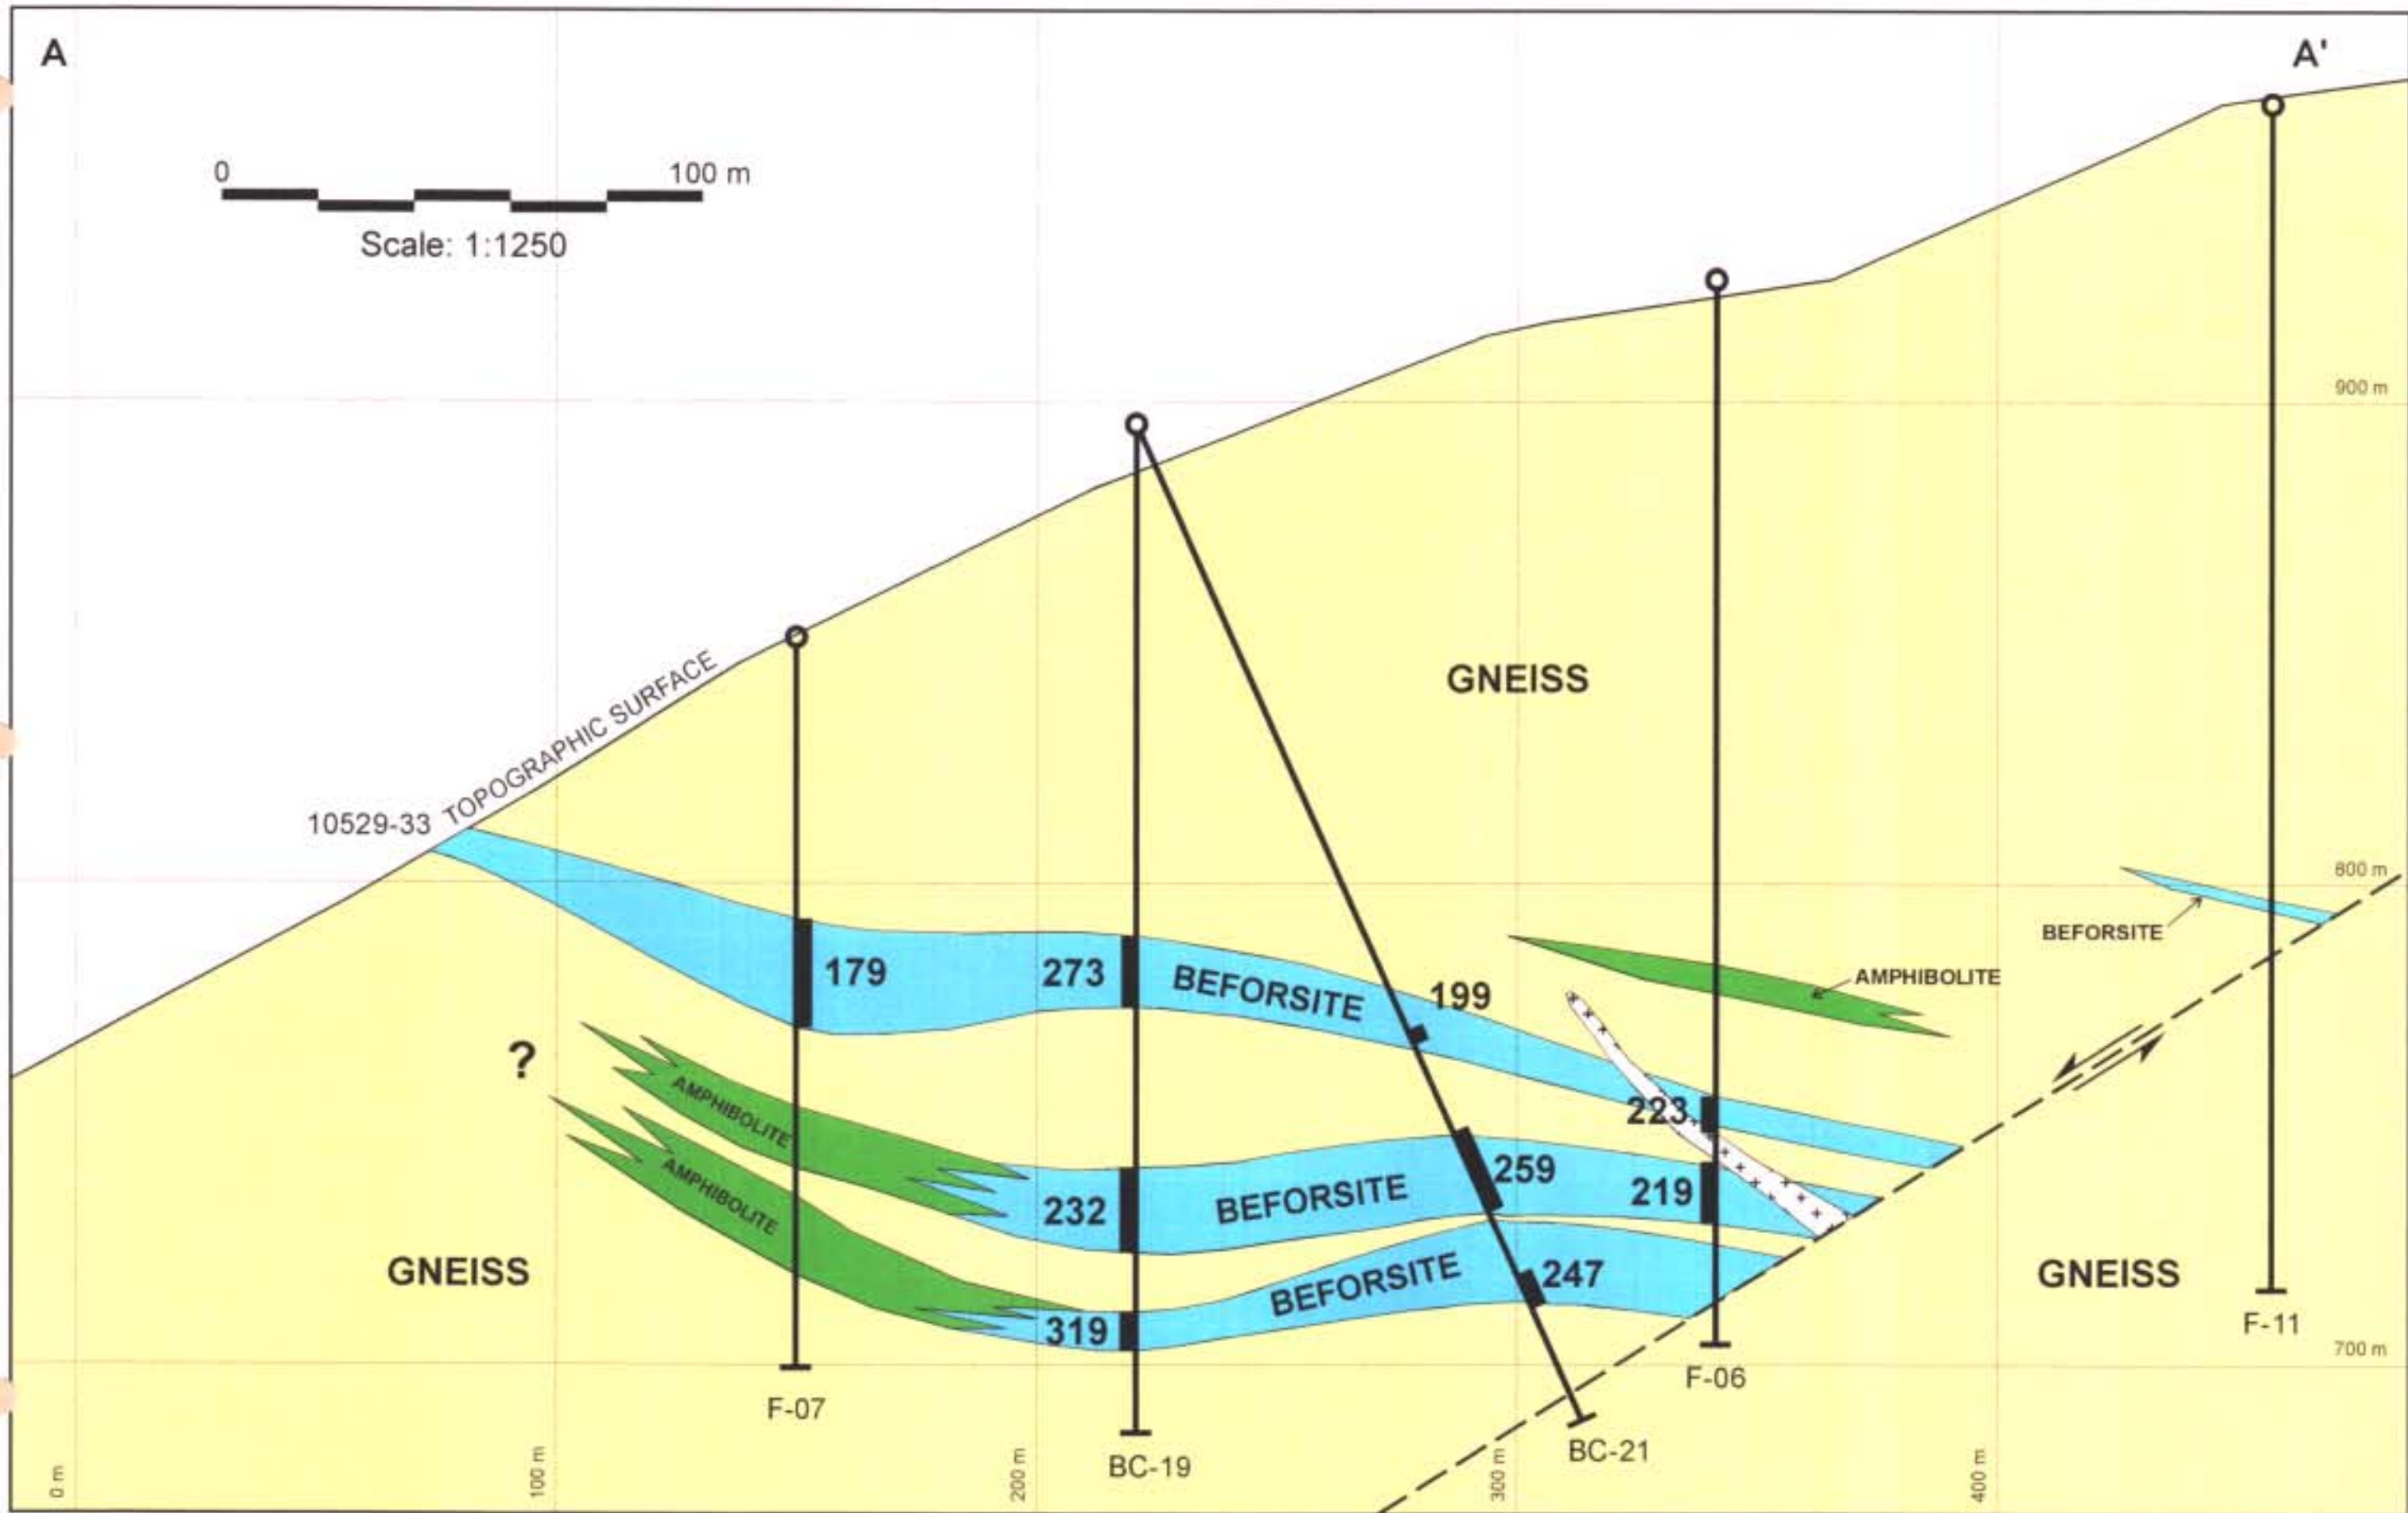 A
A'
0
100 m
Scale: 1:1250
900 m
GNEISS
TOPOGRAPHIC SURFACE
10529-33
800 m
BEFORSITE
AMPHIBOLITE
179
273
BEFORSITE
199
?
AMPHIBOLITE
223
AMPHIBOLITE
232
BEFORSITE
259
219
GNEISS
BEFORSITE
247
GNEISS
319
F-11
700 m
F-07
F-06
BC-19
BC-21
0 m
100 m
200 m
300 m
400 m